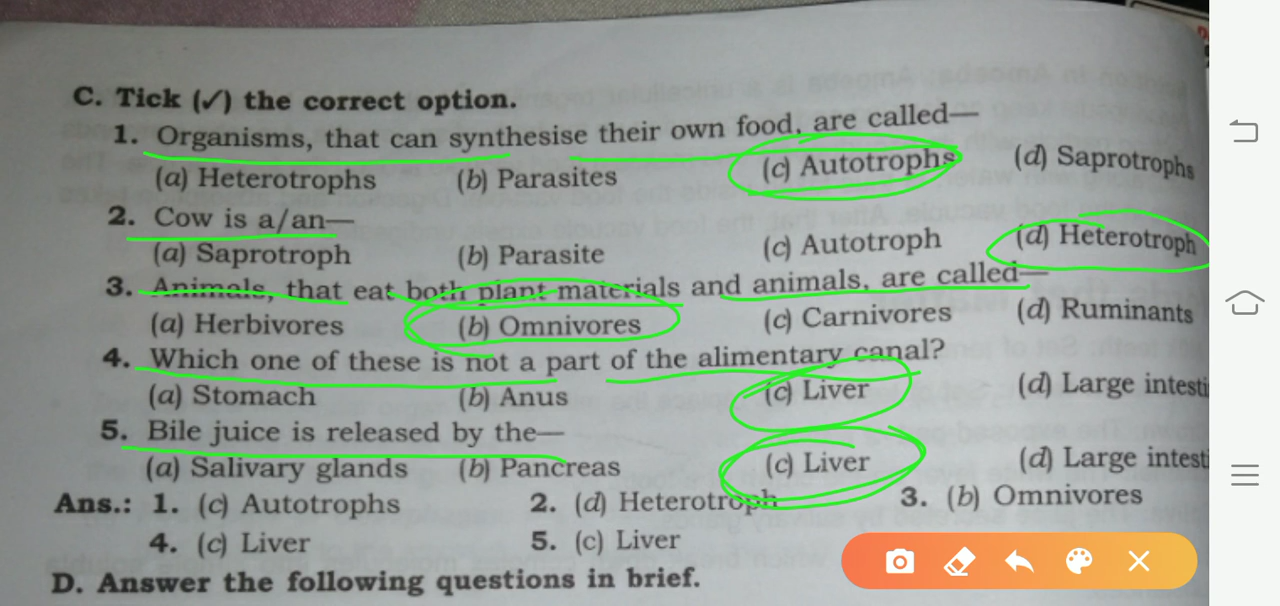 C. Tick (✓) the correct option.
1. Organisms, that can synthesise their own food, are called—
(a) Heterotrophs (b) Parasites (c) Autotrophs (d) Saprotrophs
2. Cow is a/an—
(a) Saprotroph (b) Parasite (c) Autotroph (d) Heterotroph
3. Animals, that eat both plant materials and animals, are called—
(a) Herbivores (b) Omnivores (c) Carnivores (d) Ruminants
4. Which one of these is not a part of the alimentary canal?
(a) Stomach (b) Anus (c) Liver (d) Large intesti
5. Bile juice is released by the—
(a) Salivary glands (b) Pancreas (c) Liver (d) Large intesti
Ans.: 1. (c) Autotrophs 2. (d) Heterotroph 3. (b) Omnivores
4. (c) Liver 5. (c) Liver
D. Answer the following questions in brief.